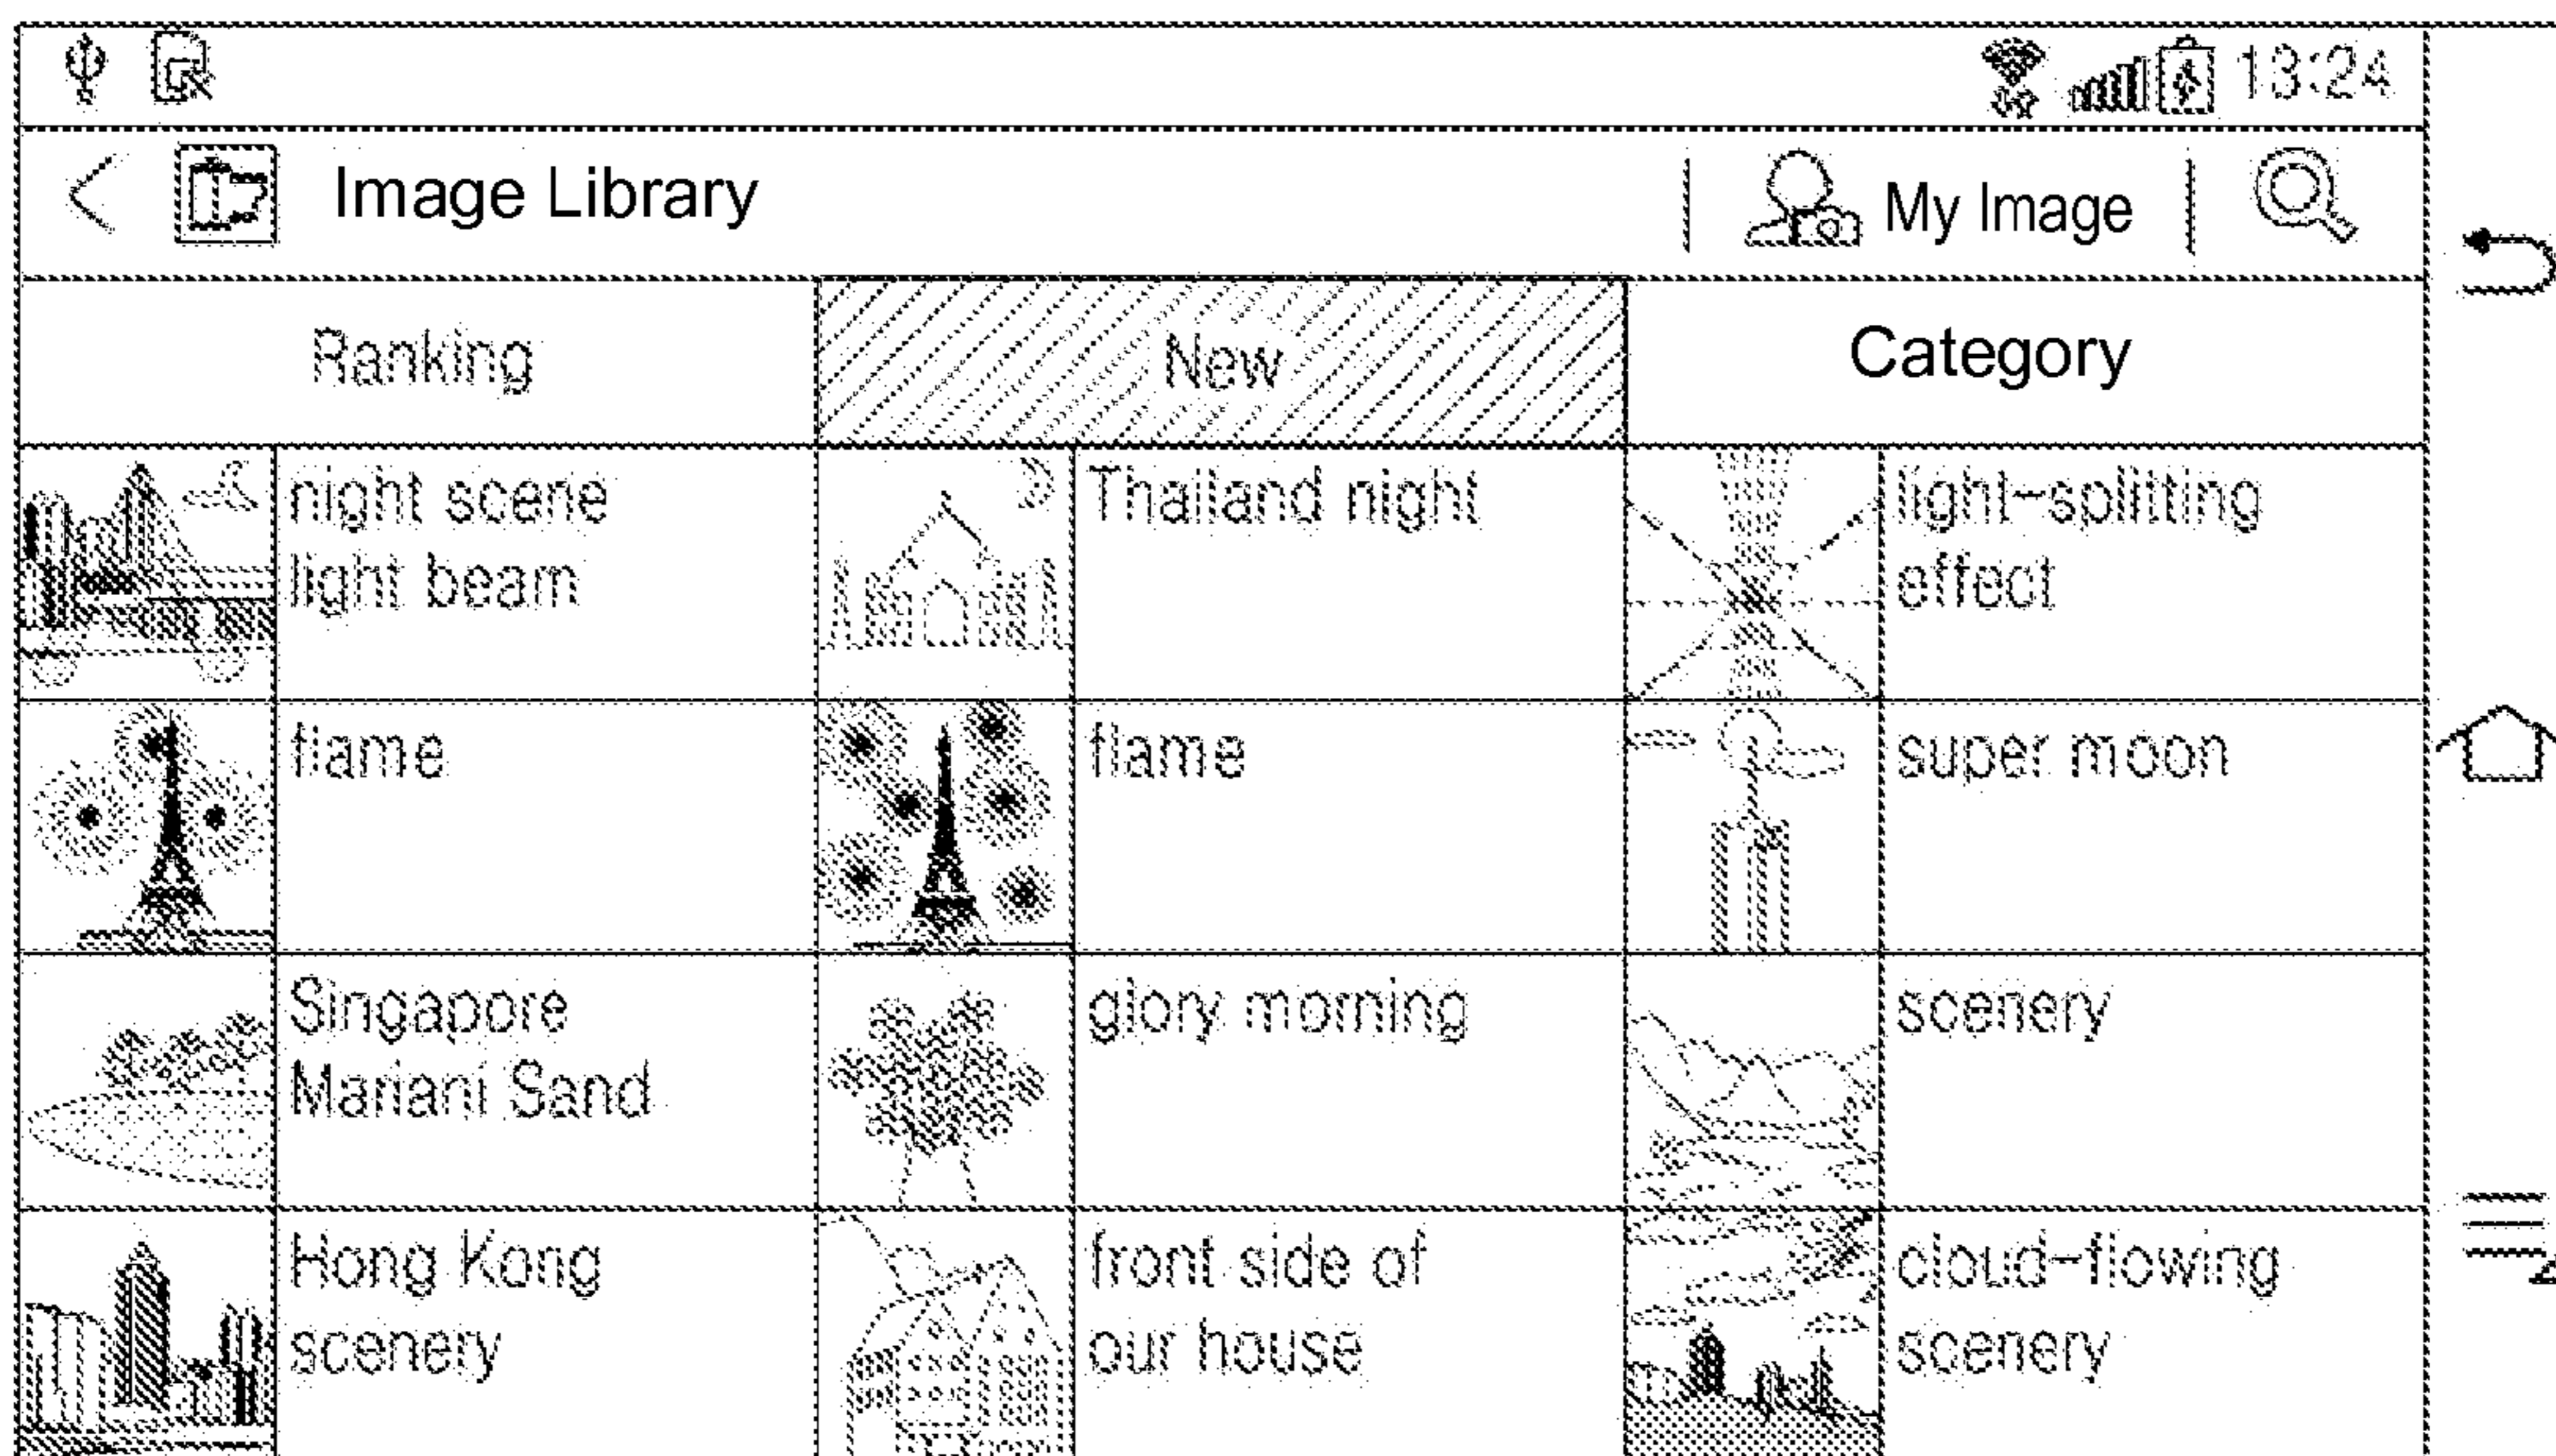 13:24
Image Library
My Image
Ranking
New
Category
night scene
light beam
Thailand night
light-splitting
effect
flame
flame
super moon
Singapore
Mariani Sand
glory morning
scenery
Hong Kong
scenery
front side of
our house
cloud-flowing
scenery